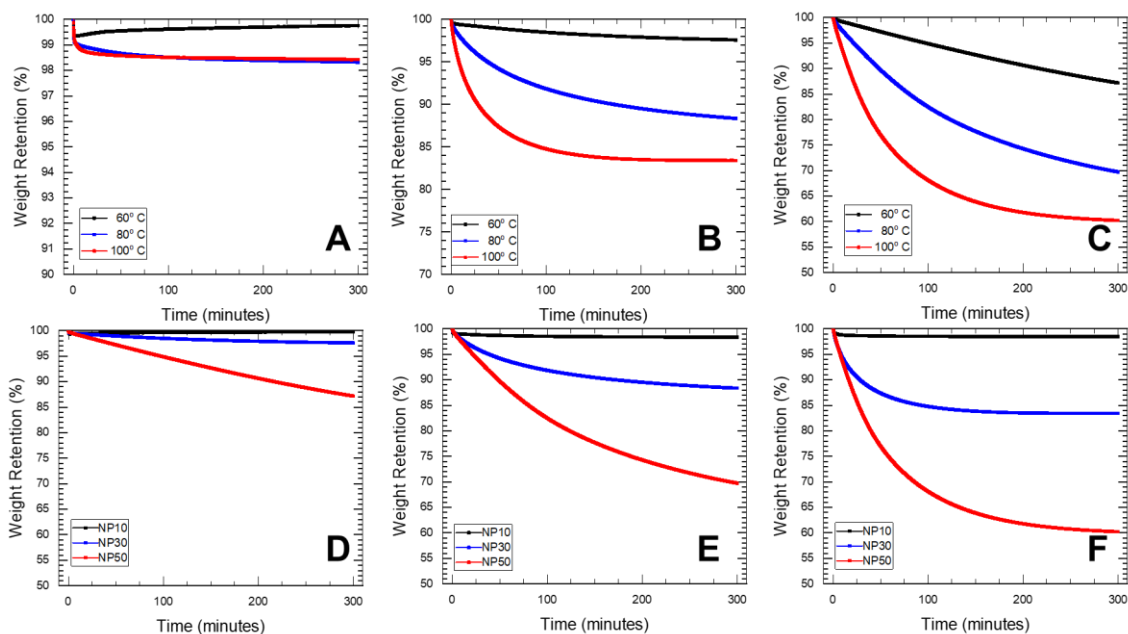 Weight Retention (%)
100
99
98
97
96
95
94
93
92
91
90
60° C
80° C
100° C
A
0
100
200
300
Time (minutes)
Weight Retention (%)
100
95
90
85
80
75
70
60° C
80° C
100° C
B
0
100
200
300
Time (minutes)
Weight Retention (%)
100
95
90
85
80
75
70
65
60
55
50
60° C
80° C
100° C
C
0
100
200
300
Time (minutes)
Weight Retention (%)
100
95
90
85
80
75
70
65
60
55
50
NP10
NP30
NP50
D
0
100
200
300
Time (minutes)
Weight Retention (%)
100
95
90
85
80
75
70
65
60
55
50
NP10
NP30
NP50
E
0
100
200
300
Time (minutes)
Weight Retention (%)
100
95
90
85
80
75
70
65
60
55
50
NP10
NP30
NP50
F
0
100
200
300
Time (minutes)